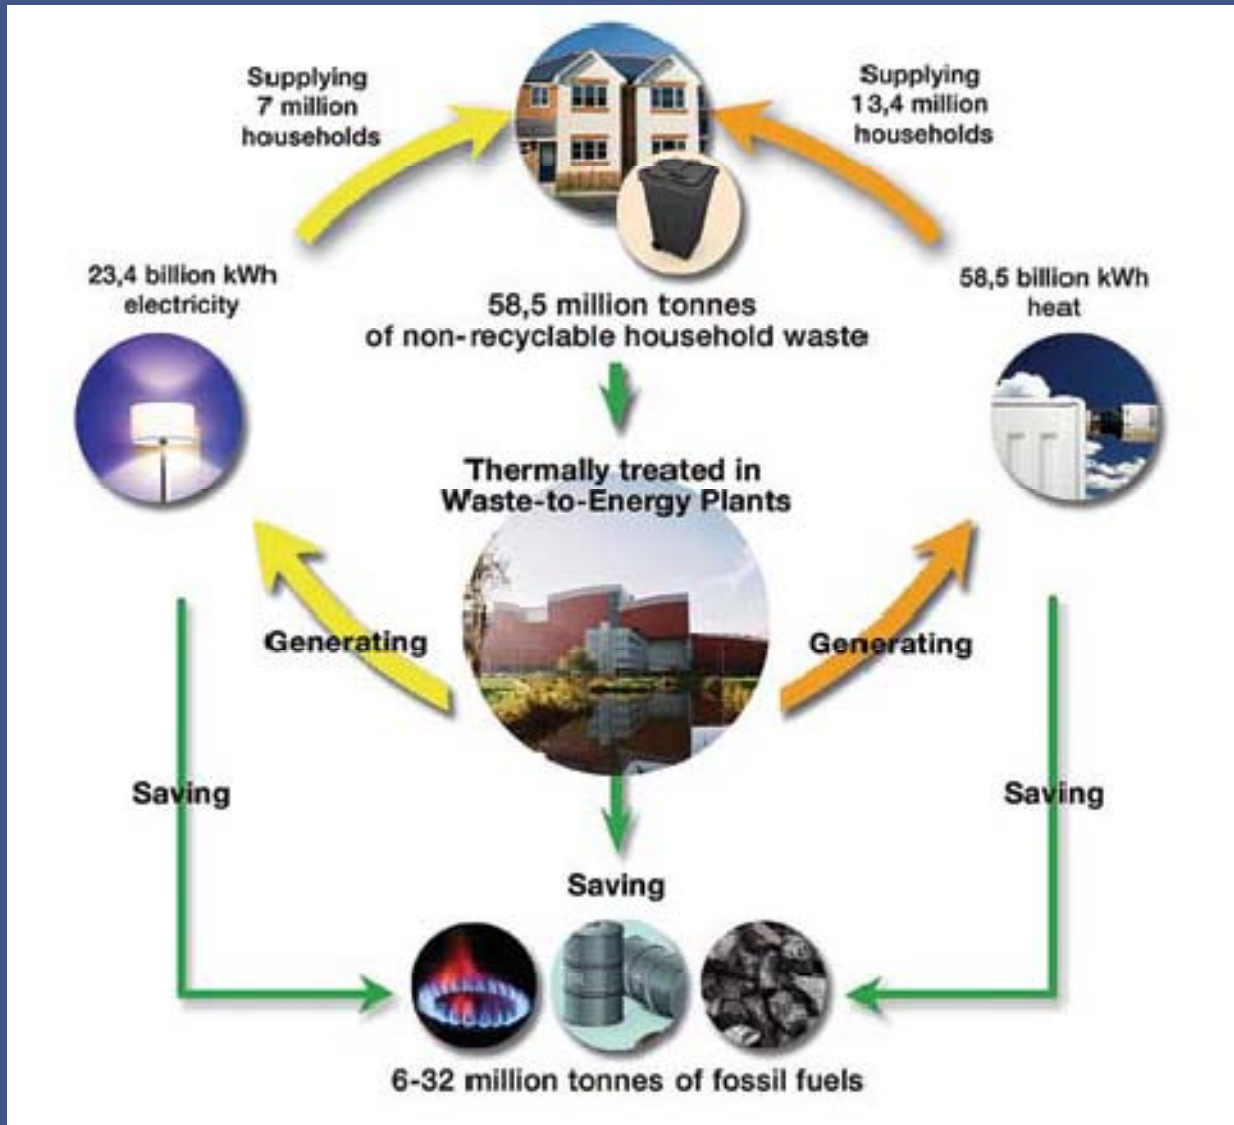 Supplying
7 million
households
Supplying
13,4 million
households
23,4 billion kWh
electricity
58,5 million tonnes
of non-recyclable household waste
58,5 billion kWh
heat
Thermally treated in
Waste-to-Energy Plants
Generating
Generating
Saving
Saving
Saving
6-32 million tonnes of fossil fuels